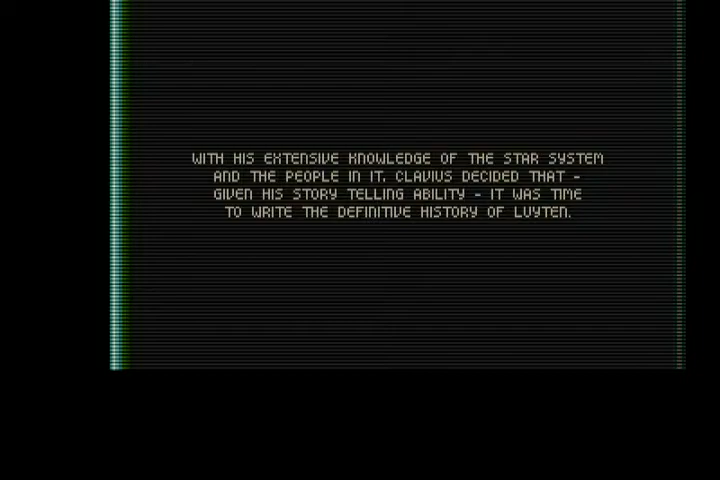 WITH HIS EXTENSIVE KNOWLEDGE OF THE STAR SYSTEM
AND THE PEOPLE IN IT. CLAVIUS DECIDED THAT -
GIVEN HIS STORY TELLING ABILITY - IT WAS TIME
TO WRITE THE DEFINITIVE HISTORY OF LUYTEN.